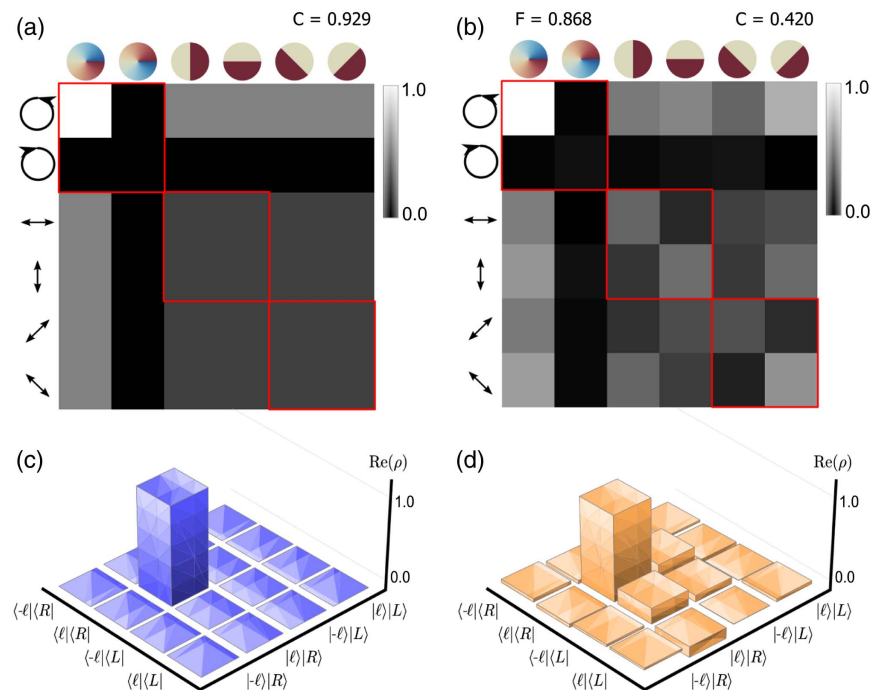 (a) C = 0.929
(b) F = 0.868 C = 0.420
1.0
0.0
1.0
0.0
(c) Re(ρ)
1.0
0.0
⟨-ℓ|⟨R|
⟨ℓ|⟨R|
⟨-ℓ|⟨L|
⟨ℓ|⟨L|
|-ℓ⟩|R⟩
|ℓ⟩|R⟩
|-ℓ⟩|L⟩
|ℓ⟩|L⟩
(d) Re(ρ)
1.0
0.0
⟨-ℓ|⟨R|
⟨ℓ|⟨R|
⟨-ℓ|⟨L|
⟨ℓ|⟨L|
|-ℓ⟩|R⟩
|ℓ⟩|R⟩
|-ℓ⟩|L⟩
|ℓ⟩|L⟩